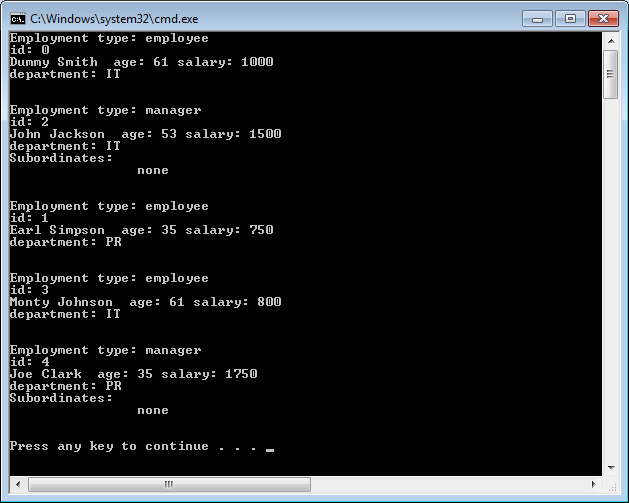 C:\Windows\system32\cmd.exe
Employment type: employee
id: 0
Dummy Smith  age: 61 salary: 1000
department: IT
Employment type: manager
id: 2
John Jackson  age: 53 salary: 1500
department: IT
Subordinates:
none
Employment type: employee
id: 1
Earl Simpson  age: 35 salary: 750
department: PR
Employment type: employee
id: 3
Monty Johnson  age: 61 salary: 800
department: IT
Employment type: manager
id: 4
Joe Clark  age: 35 salary: 1750
department: PR
Subordinates:
none
Press any key to continue . . . _